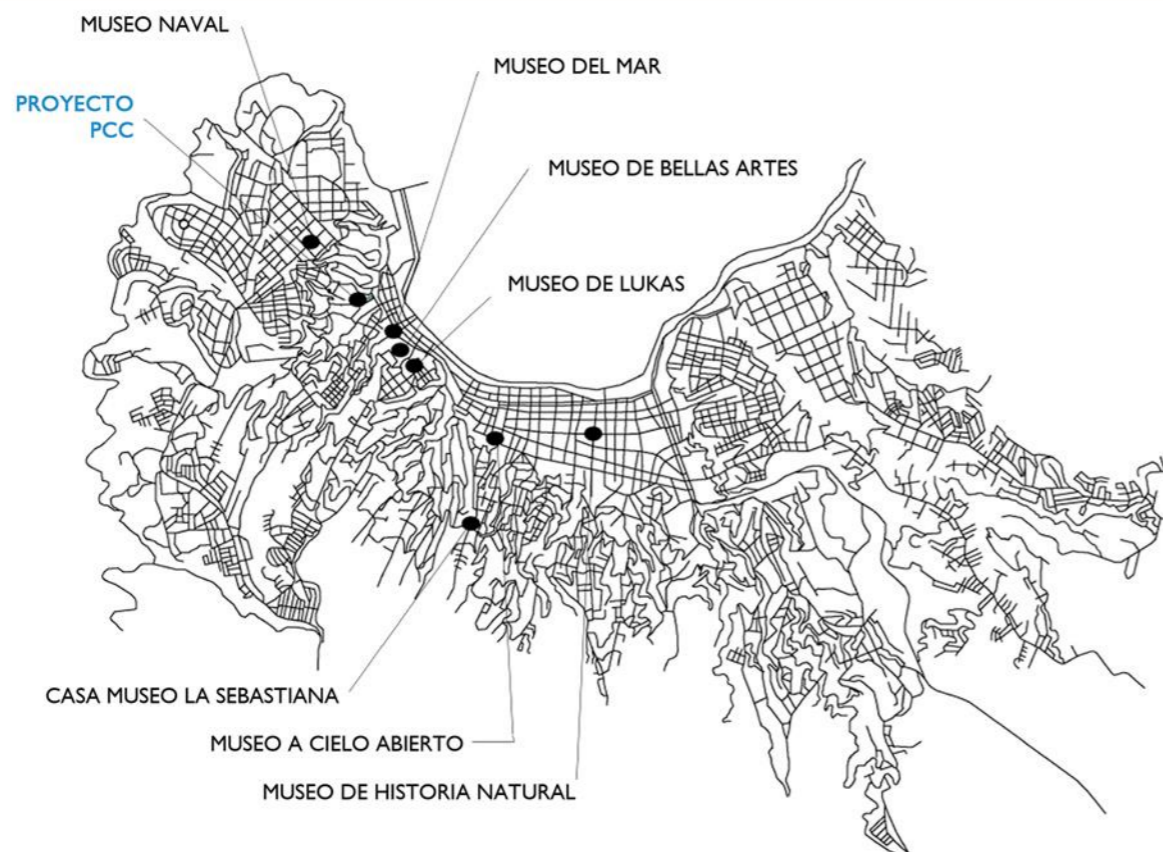 MUSEO NAVAL
MUSEO DEL MAR
PROYECTO
PCC
MUSEO DE BELLAS ARTES
MUSEO DE LUKAS
CASA MUSEO LA SEBASTIANA
MUSEO A CIELO ABIERTO
MUSEO DE HISTORIA NATURAL